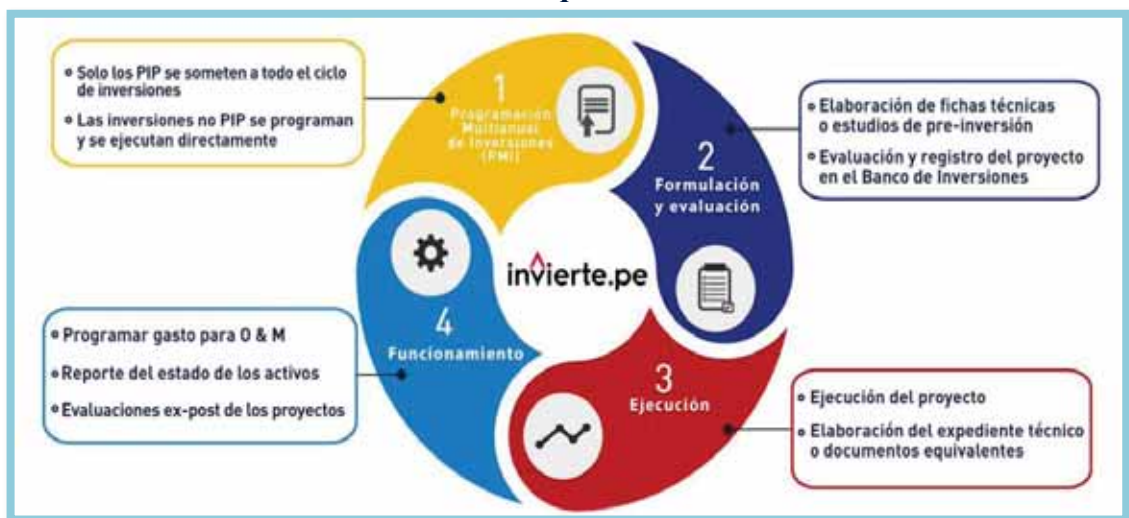 1
Programación
Multianual
de Inversiones
(PMI)
• Solo los PIP se someten a todo el ciclo
de inversiones
• Las inversiones no PIP se programan
y se ejecutan directamente
2
Formulación
y evaluación
• Elaboración de fichas técnicas
o estudios de pre-inversión
• Evaluación y registro del proyecto
en el Banco de Inversiones
invierte.pe
3
Ejecución
• Ejecución del proyecto
• Elaboración del expediente técnico
o documentos equivalentes
4
Funcionamiento
• Programar gasto para O & M
• Reporte del estado de los activos
• Evaluaciones ex-post de los proyectos